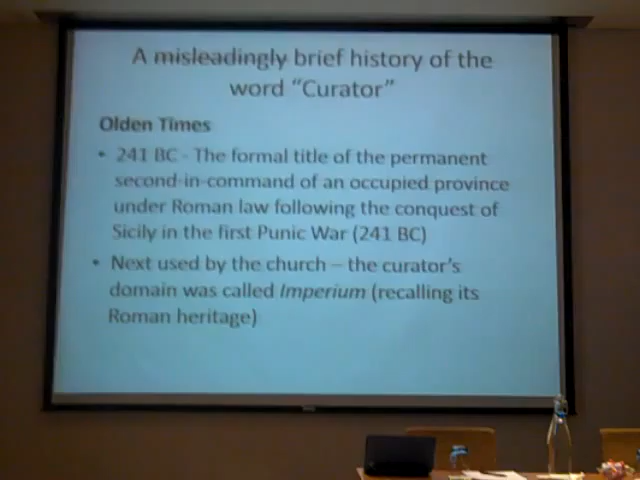 A misleadingly brief history of the
word "Curator"
Olden Times
• 241 BC - The formal title of the permanent
second-in-command of an occupied province
under Roman law following the conquest of
Sicily in the first Punic War (241 BC)
• Next used by the church – the curator's
domain was called Imperium (recalling its
Roman heritage)